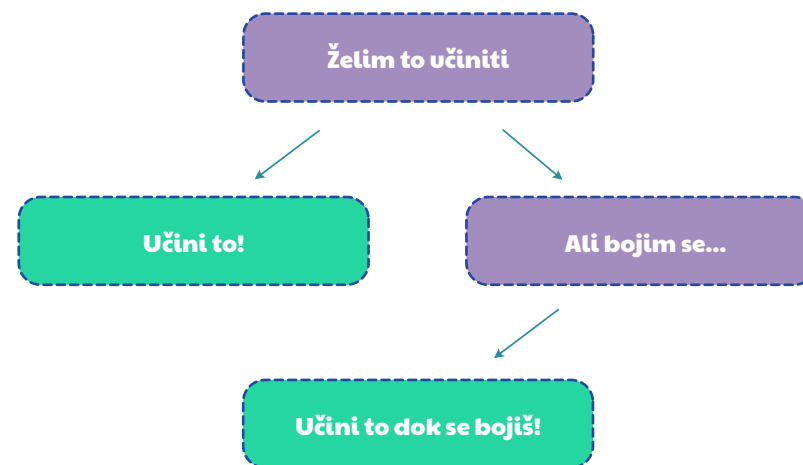 Želim to učiniti
Učini to!
Ali bojim se...
Učini to dok se bojiš!